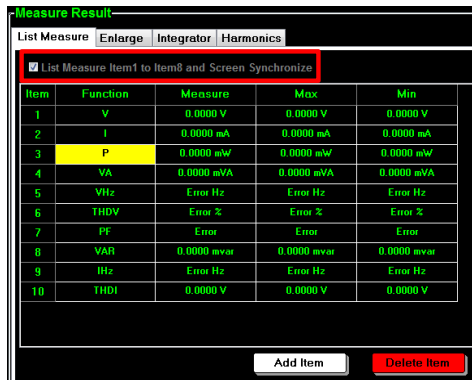 Measure Result
List Measure Enlarge Integrator Harmonics
List Measure Item1 to Item8 and Screen Synchronize
Item Function Measure Max Min
1 V 0.0000 V 0.0000 V 0.0000 V
2 I 0.0000 mA 0.0000 mA 0.0000 mA
3 P 0.0000 mW 0.0000 mW 0.0000 mW
4 VA 0.0000 mVA 0.0000 mVA 0.0000 mVA
5 VHz Error Hz Error Hz Error Hz
6 THDV Error % Error % Error %
7 PF Error Error Error
8 VAR 0.0000 mvar 0.0000 mvar 0.0000 mvar
9 IHz Error Hz Error Hz Error Hz
10 THDI 0.0000 V 0.0000 V 0.0000 V
Add Item Delete Item